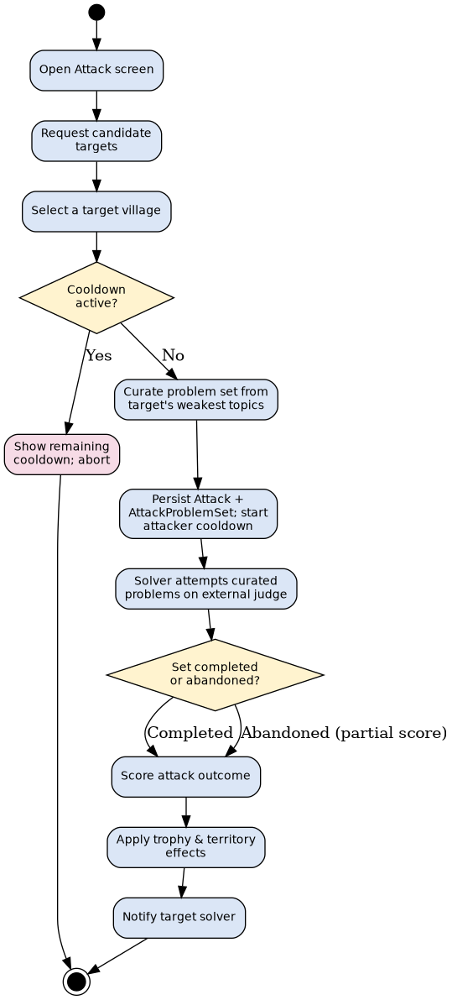 Open Attack screen
Request candidate
targets
Select a target village
Cooldown
active?
Yes
No
Curate problem set from
target's weakest topics
Show remaining
cooldown; abort
Persist Attack +
AttackProblemSet; start
attacker cooldown
Solver attempts curated
problems on external judge
Set completed
or abandoned?
Completed
Abandoned (partial score)
Score attack outcome
Apply trophy & territory
effects
Notify target solver